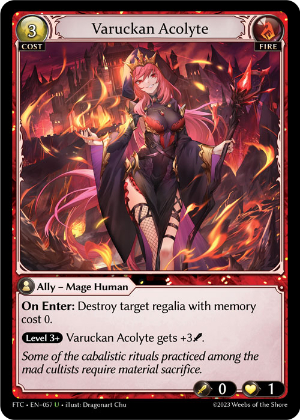 3
Varuckan Acolyte
COST
FIRE
Ally – Mage Human
On Enter: Destroy target regalia with memory
cost 0.
Level 3+ Varuckan Acolyte gets +3
Some of the cabalistic rituals practiced among the
mad cultists require material sacrifice.
0
1
FTC • EN–057 U • illust: Dragonart Chu
©2023 Weebs of the Shore